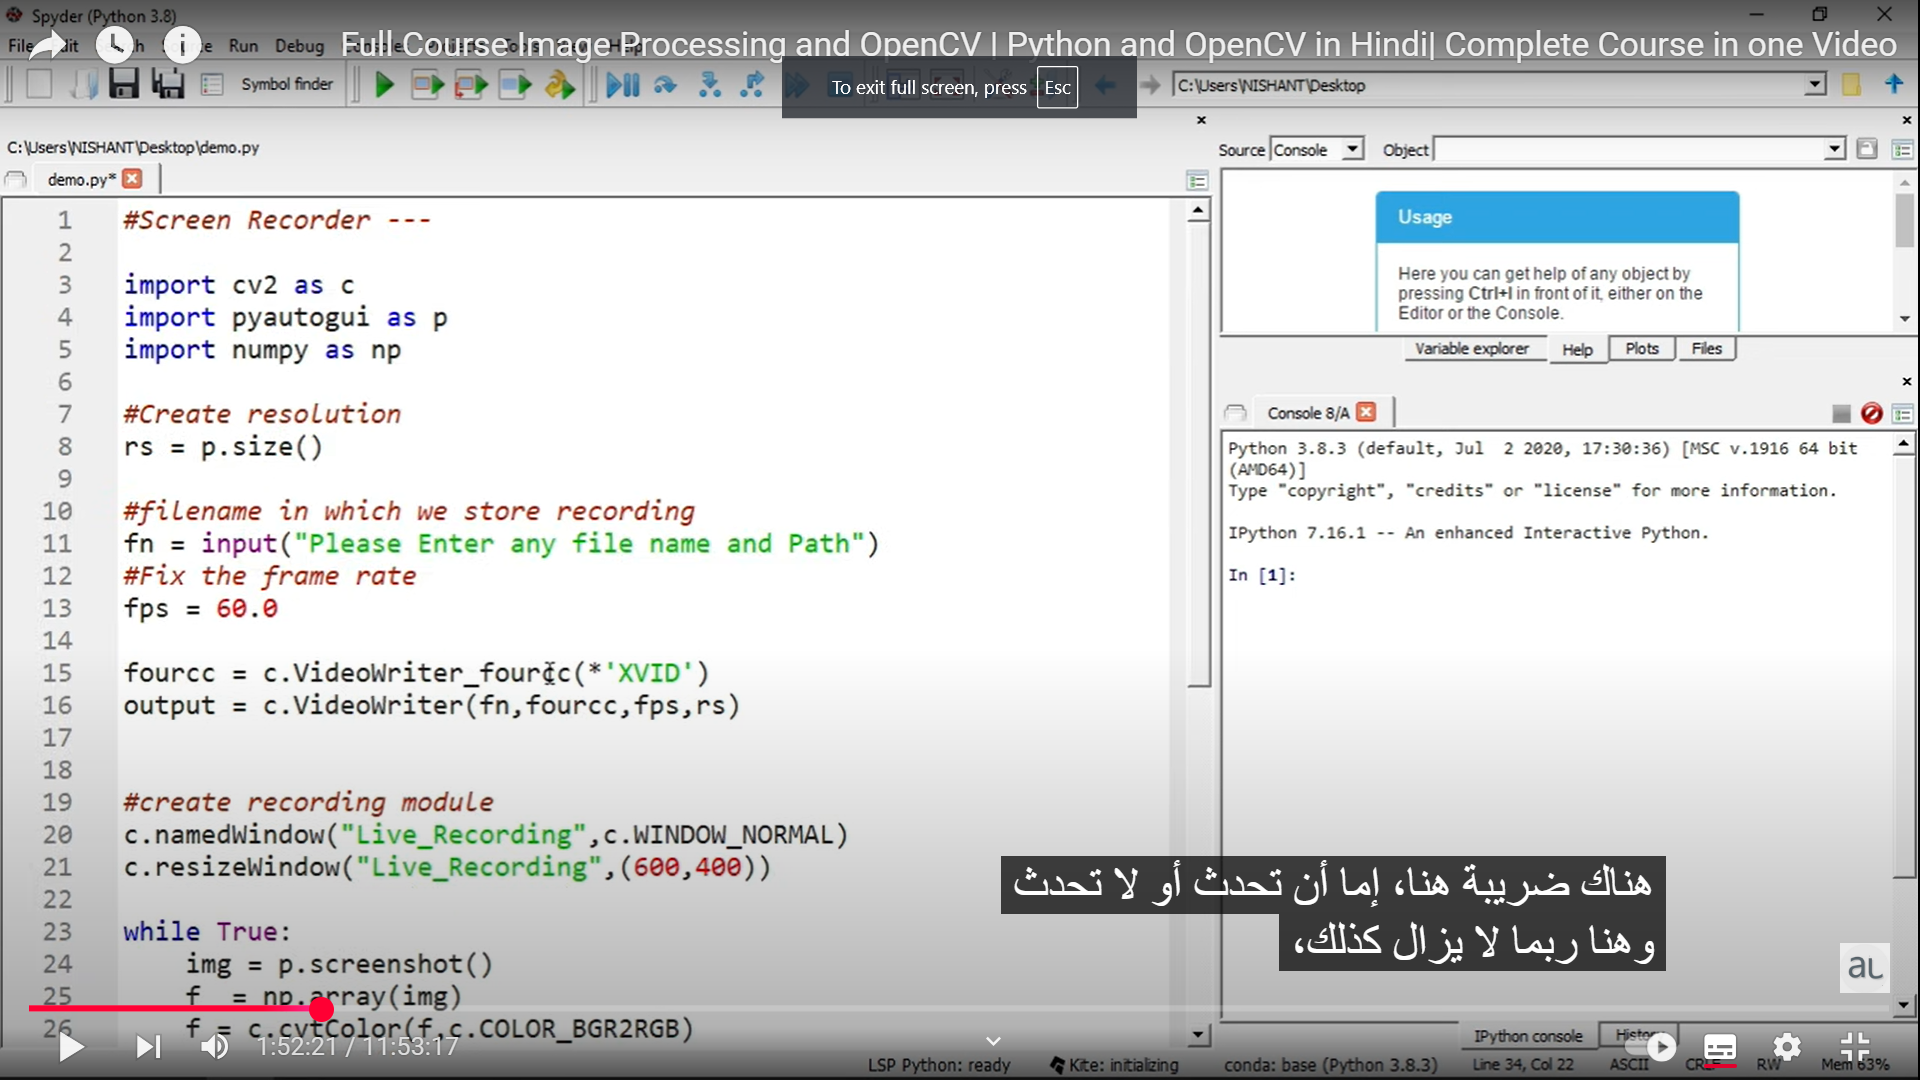 Spyder (Python 3.8)
Run Debug
Full Course Image Processing and OpenCV | Python and OpenCV in Hindi| Complete Course in one Video
Symbol finder
To exit full screen, press Esc
C:\Users\NISHANT\Desktop
C:\Users\NISHANT\Desktop\demo.py
demo.py*
1 #Screen Recorder ---
2
3 import cv2 as c
4 import pyautogui as p
5 import numpy as np
6
7 #Create resolution
8 rs = p.size()
9
10 #filename in which we store recording
11 fn = input("Please Enter any file name and Path")
12 #Fix the frame rate
13 fps = 60.0
14
15 fourcc = c.VideoWriter_fourcc(*'XVID')
16 output = c.VideoWriter(fn,fourcc,fps,rs)
17
18
19 #create recording module
20 c.namedWindow("Live_Recording",c.WINDOW_NORMAL)
21 c.resizeWindow("Live_Recording",(600,400))
22
23 while True:
24 img = p.screenshot()
25 f = np.array(img)
26 f = c.cvtColor(f,c.COLOR_BGR2RGB)
Source Console Object
Usage
Here you can get help of any object by
pressing Ctrl+I in front of it, either on the
Editor or the Console.
Variable explorer Help Plots Files
Console 8/A
Python 3.8.3 (default, Jul 2 2020, 17:30:36) [MSC v.1916 64 bit
(AMD64)]
Type "copyright", "credits" or "license" for more information.
IPython 7.16.1 -- An enhanced Interactive Python.
In [1]:
هناك ضريبة هنا، إما أن تحدث أو لا تحدث
وهنا ربما لا يزال كذلك،
aL
1:52:21 / 11:53:17
IPython console
LSP Python: ready Kite: initializing conda: base (Python 3.8.3) Line 34, Col 22 ASCII RW Mem 63%